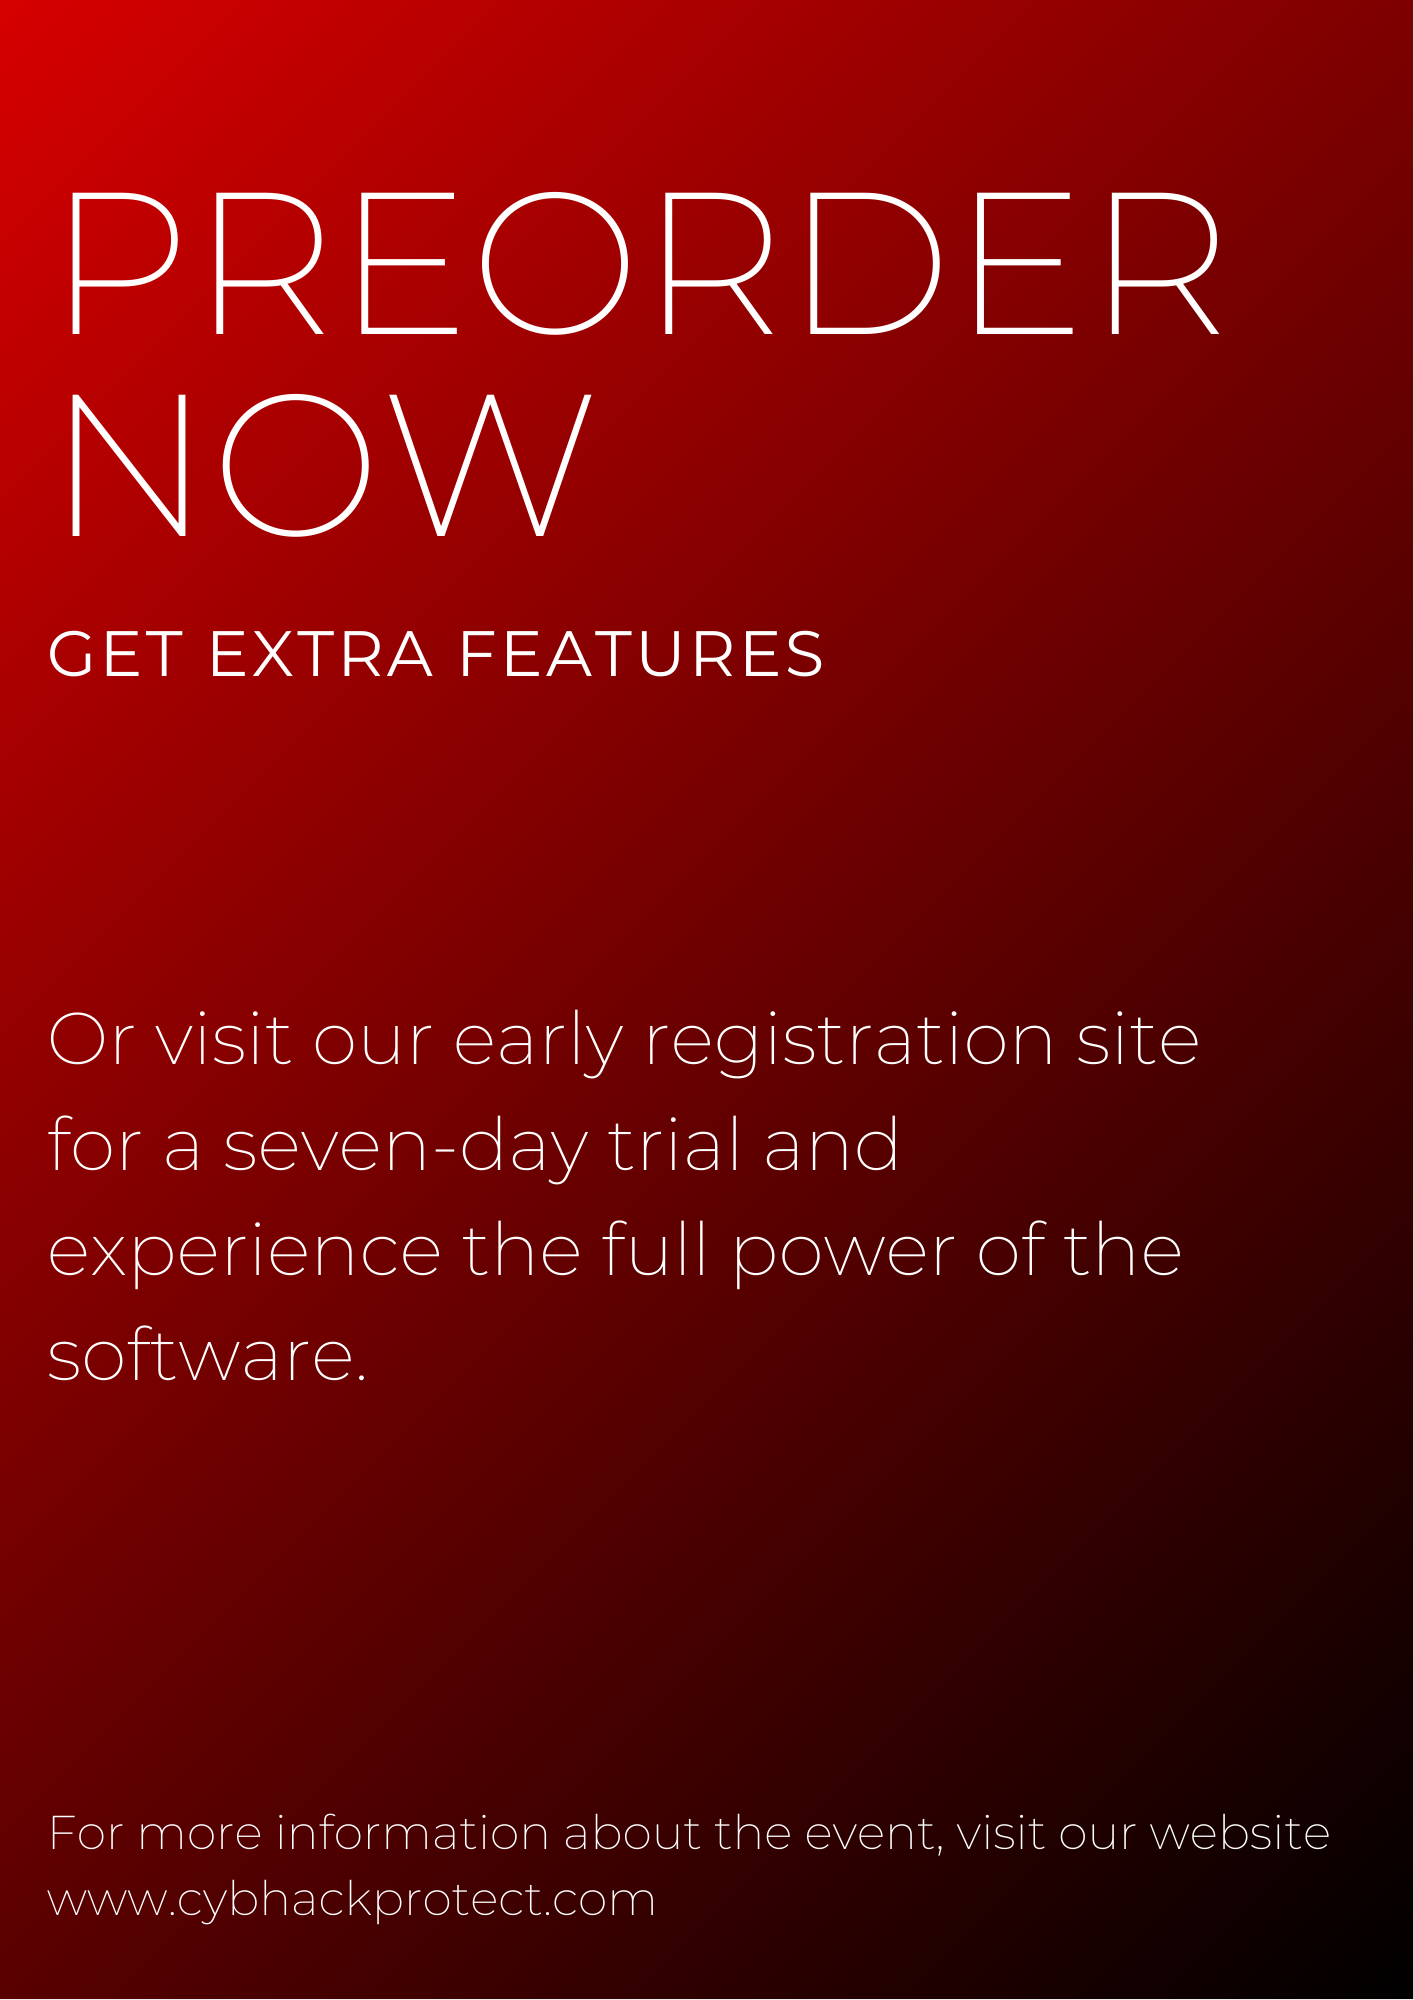 PREORDER
NOW
GET EXTRA FEATURES
Or visit our early registration site
for a seven-day trial and
experience the full power of the
software.
For more information about the event, visit our website
www.cybhackprotect.com